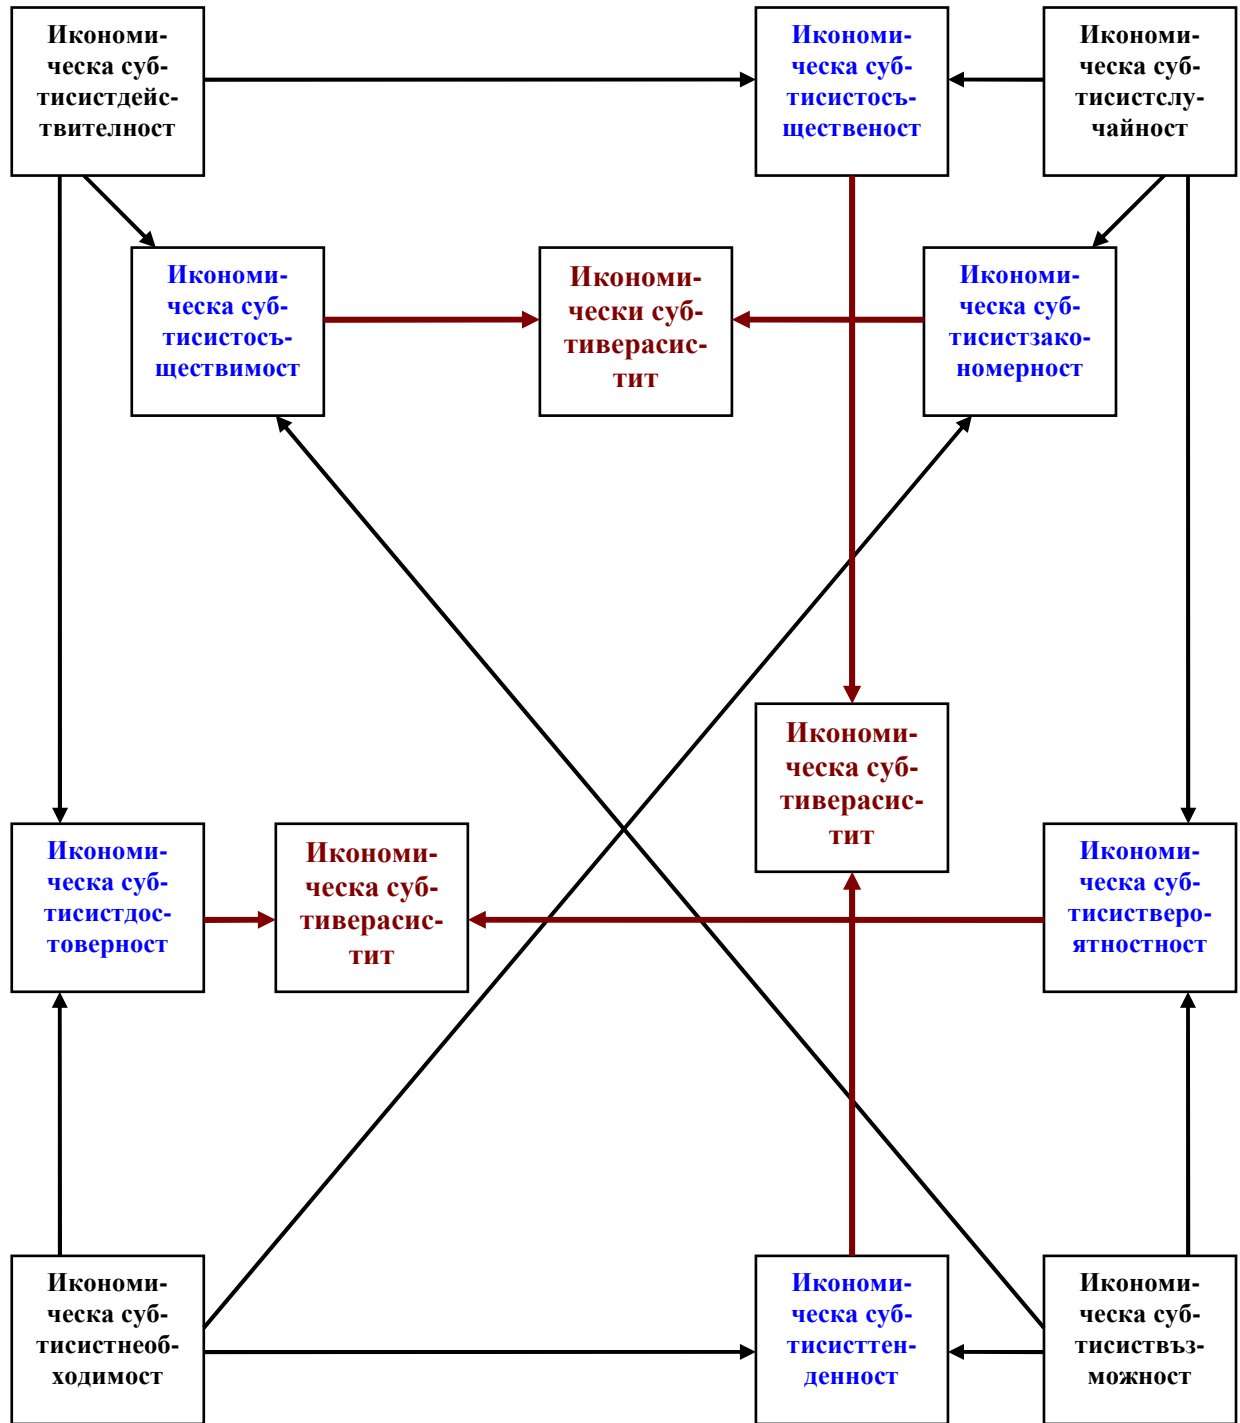 Икономи-
ческа суб-
тисистдейс-
твителност
Икономи-
ческа суб-
тисистосъ-
щественост
Икономи-
ческа суб-
тисистслу-
чайност
Икономи-
ческа суб-
тисистосъ-
ществимост
Икономи-
чески суб-
тиверасис-
тит
Икономи-
ческа суб-
тисистзако-
номерност
Икономи-
ческа суб-
тиверасис-
тит
Икономи-
ческа суб-
тисистдос-
товерност
Икономи-
ческа суб-
тиверасис-
тит
Икономи-
ческа суб-
тисистверо-
ятностност
Икономи-
ческа суб-
тисистнеоб-
ходимост
Икономи-
ческа суб-
тисисттен-
денност
Икономи-
ческа суб-
тисиствъз-
можност